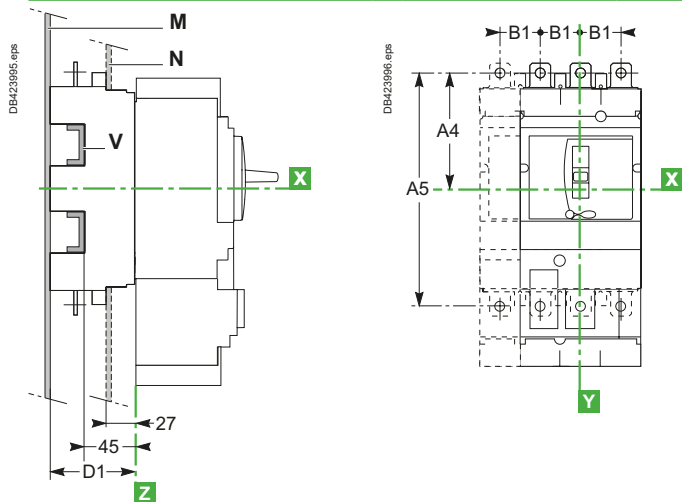 M
N
V
X
27
45
D1
Z
DB423995.eps
B1 B1 B1
A4
A5
X
Y
DB423996.eps